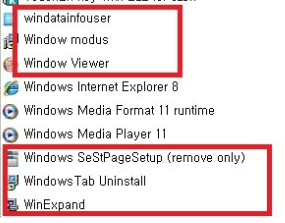 windatainfouser
Window modus
Window Viewer
Windows Internet Explorer 8
Windows Media Format 11 runtime
Windows Media Player 11
Windows SeStPageSetup (remove only)
WindowsTab Uninstall
WinExpand